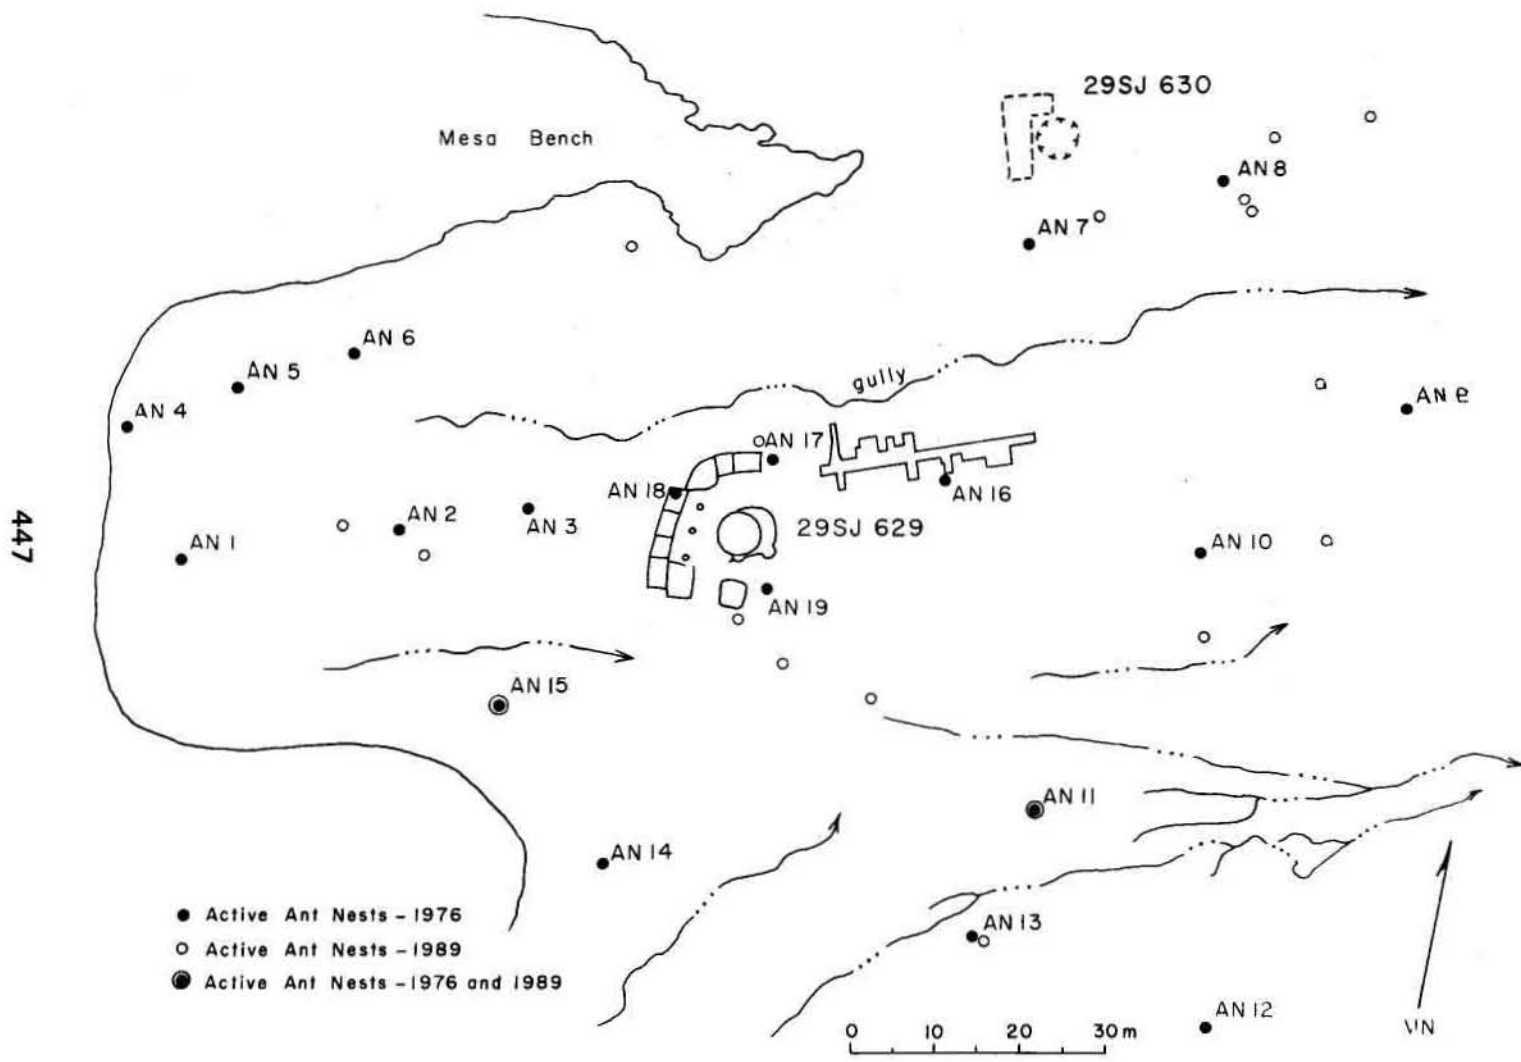 29SJ 630
Mesa Bench
AN 8
AN 7
AN 6
AN 5
gully
AN 4
AN e
AN 17
AN 18
AN 16
AN 2
AN 3
29SJ 629
447
AN 1
AN 10
AN 19
AN 15
AN 11
AN 14
Active Ant Nests - 1976
AN 13
Active Ant Nests - 1989
Active Ant Nests - 1976 and 1989
AN 12
0 10 20 30 m